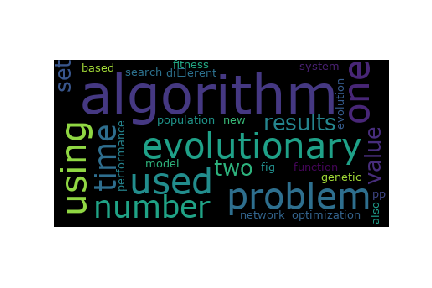 fitness
based search different system
set algorithm one
using time performance population new results evolution value
evolutionary
used model two fig function
genetic
number problem also pp
network optimization